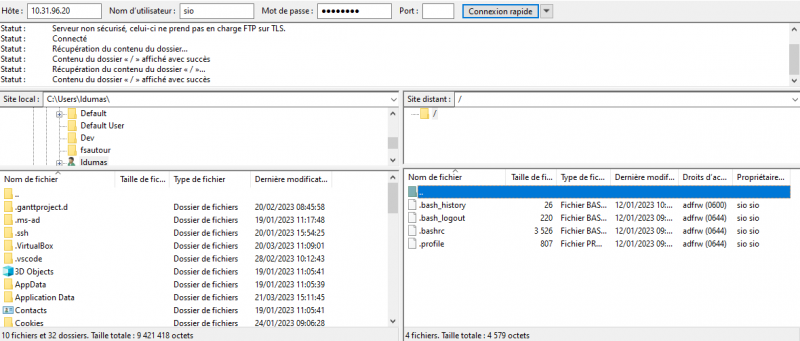 Hôte : 10.31.96.20 Nom d'utilisateur : sio Mot de passe : ●●●●●●●● Port : Connexion rapide
Statut : Serveur non sécurisé, celui-ci ne prend pas en charge FTP sur TLS.
Statut : Connecté
Statut : Récupération du contenu du dossier...
Statut : Contenu du dossier « / » affiché avec succès
Statut : Récupération du contenu du dossier « / »...
Statut : Contenu du dossier « / » affiché avec succès
Site local : C:\Users\ldumas\
Default
Default User
Dev
fsautour
ldumas
Nom de fichier Taille de fic... Type de fichier Dernière modificat...
..
.ganttproject.d Dossier de fichiers 20/02/2023 08:45:58
.ms-ad Dossier de fichiers 19/01/2023 11:17:48
.ssh Dossier de fichiers 20/01/2023 15:54:25
.VirtualBox Dossier de fichiers 20/03/2023 11:09:01
.vscode Dossier de fichiers 28/02/2023 10:12:43
3D Objects Dossier de fichiers 19/01/2023 11:05:41
AppData Dossier de fichiers 19/01/2023 11:05:39
Application Data Dossier de fichiers 21/03/2023 15:11:45
Contacts Dossier de fichiers 19/01/2023 11:05:41
Cookies Dossier de fichiers 24/01/2023 09:06:28
10 fichiers et 32 dossiers. Taille totale : 9 421 418 octets
Site distant : /
/
Nom de fichier Taille de fi... Type de fic... Dernière modif... Droits d'ac... Propriétaire...
..
.bash_history 26 Fichier BAS... 12/01/2023 10:... adfrw (0600) sio sio
.bash_logout 220 Fichier BAS... 12/01/2023 09:... adfrw (0644) sio sio
.bashrc 3 526 Fichier BAS... 12/01/2023 09:... adfrw (0644) sio sio
.profile 807 Fichier PR... 12/01/2023 09:... adfrw (0644) sio sio
4 fichiers. Taille totale : 4 579 octets